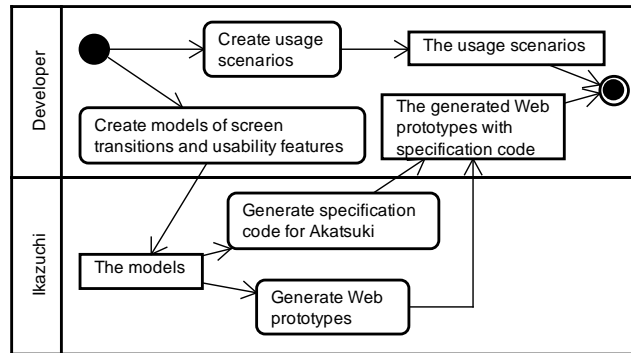 Developer
Create usage
scenarios
The usage scenarios
Create models of screen
transitions and usability features
The generated Web
prototypes with
specification code
Ikazuchi
Generate specification
code for Akatsuki
The models
Generate Web
prototypes